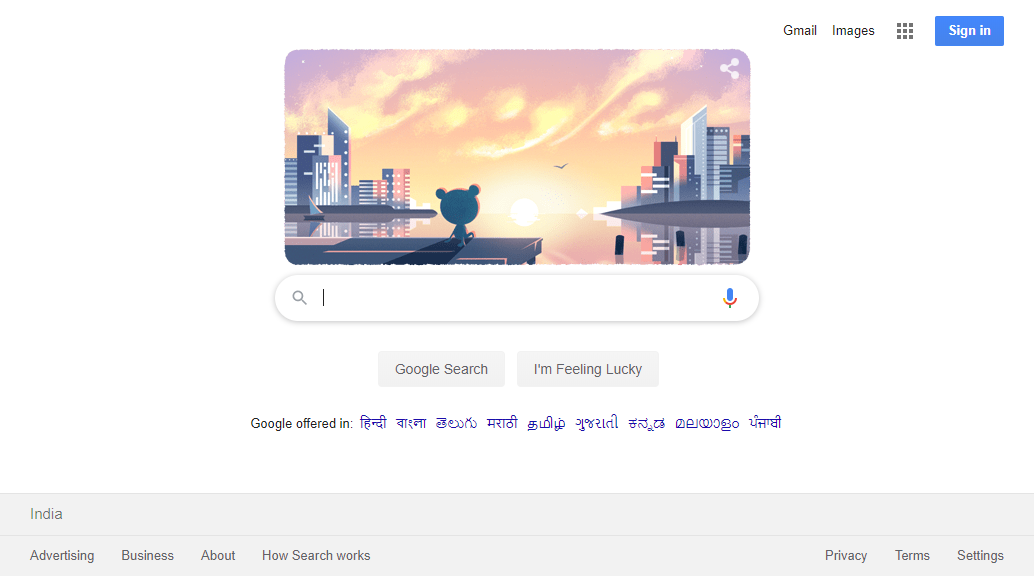 Gmail Images Sign in
Google Search I'm Feeling Lucky
Google offered in: हिन्दी বাংলা తెలుగు मराठी தமிழ் ગુજરાતી ಕನ್ನಡ മലയാളം ਪੰਜਾਬੀ
India
Advertising Business About How Search works Privacy Terms Settings